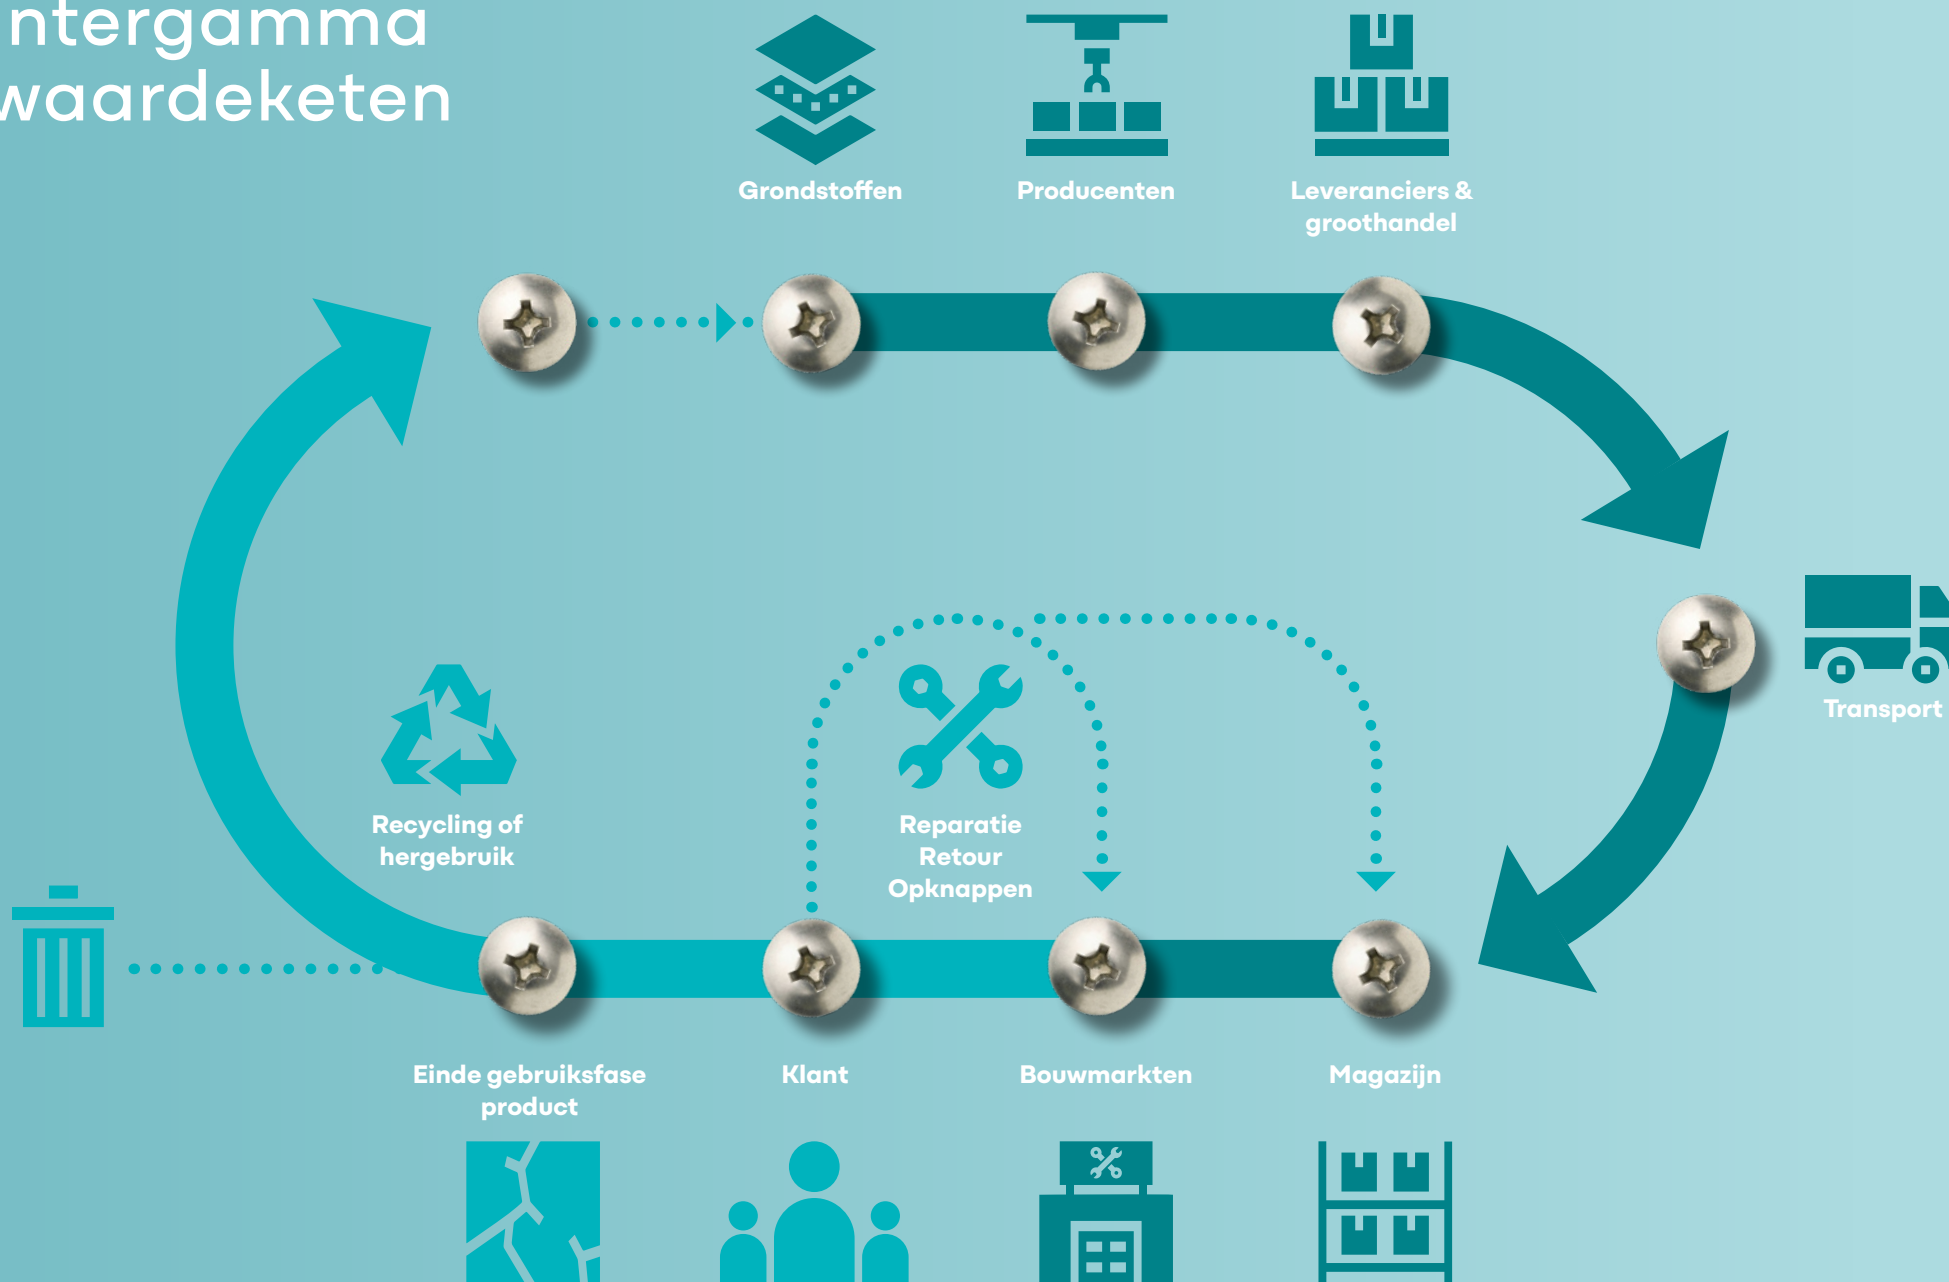 ntergamma
waardeketen
Grondstoffen
Producenten
Leveranciers &
groothandel
Transport
Recycling of
hergebruik
Reparatie
Retour
Opknappen
Einde gebruiksfase
product
Klant
Bouwmarkten
Magazijn